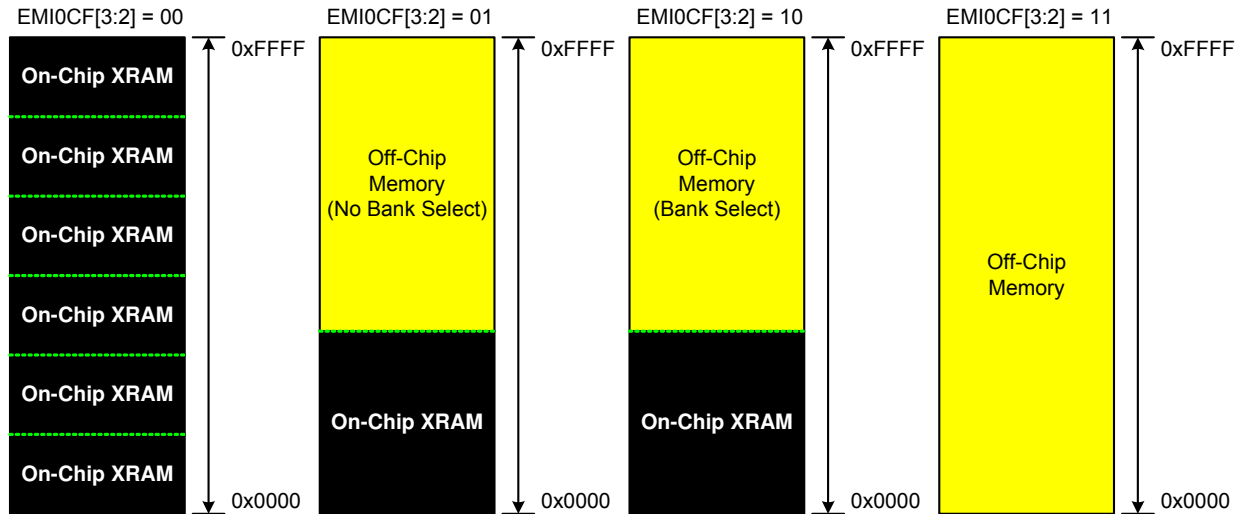 EMI0CF[3:2] = 00
On-Chip XRAM
On-Chip XRAM
On-Chip XRAM
On-Chip XRAM
On-Chip XRAM
On-Chip XRAM
0xFFFF
0x0000
EMI0CF[3:2] = 01
Off-Chip
Memory
(No Bank Select)
On-Chip XRAM
0xFFFF
0x0000
EMI0CF[3:2] = 10
Off-Chip
Memory
(Bank Select)
On-Chip XRAM
0xFFFF
0x0000
EMI0CF[3:2] = 11
Off-Chip
Memory
0xFFFF
0x0000